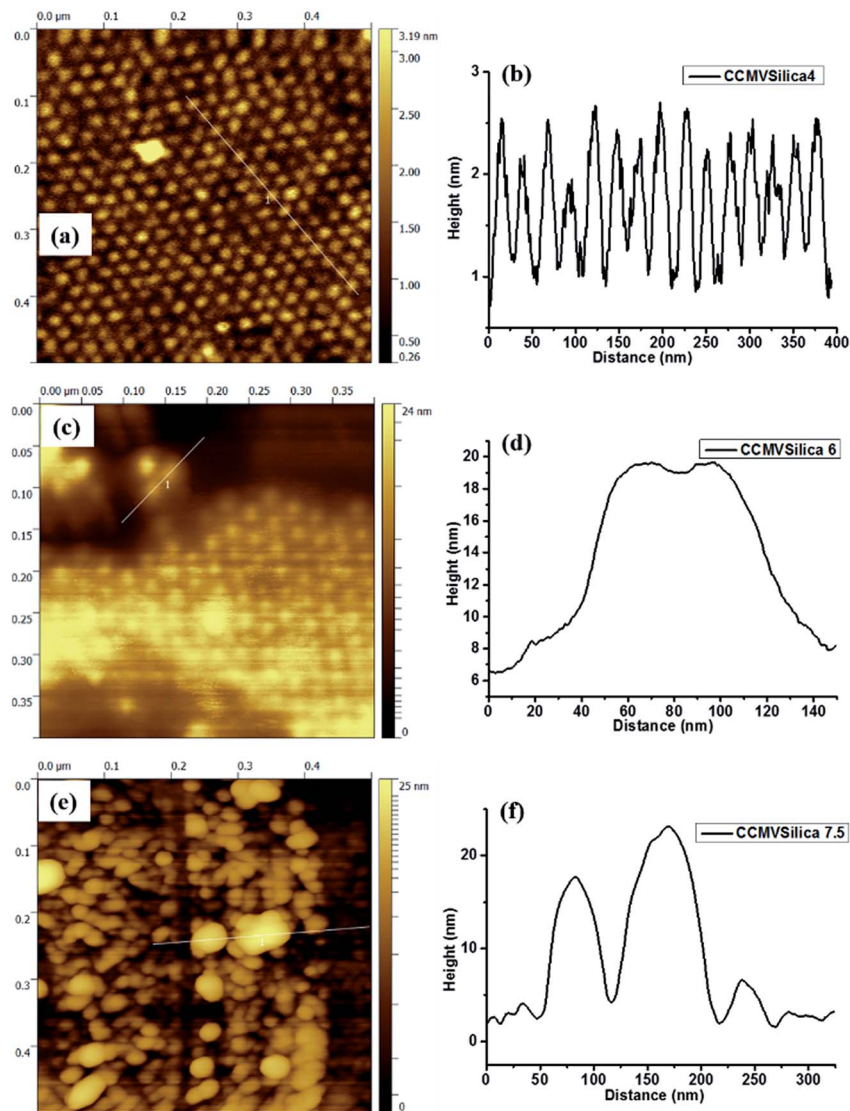 0.0 µm 0.1 0.2 0.3 0.4
0.0
0.1
0.2
0.3
0.4
(a)
1
3.19 nm
3.00
2.50
2.00
1.50
1.00
0.50
0.26
(b)
CCMVSilica4
Height (nm)
3
2
1
0 50 100 150 200 250 300 350 400
Distance (nm)
0.00 µm 0.05 0.10 0.15 0.20 0.25 0.30 0.35
0.00
0.05
0.10
0.15
0.20
0.25
0.30
0.35
(c)
1
24 nm
0
(d)
CCMVSilica 6
Height (nm)
20
18
16
14
12
10
8
6
0 20 40 60 80 100 120 140
Distance (nm)
0.0 µm 0.1 0.2 0.3 0.4
0.0
0.1
0.2
0.3
0.4
(e)
1
25 nm
0
(f)
CCMVSilica 7.5
Height (nm)
20
10
0
0 50 100 150 200 250 300
Distance (nm)